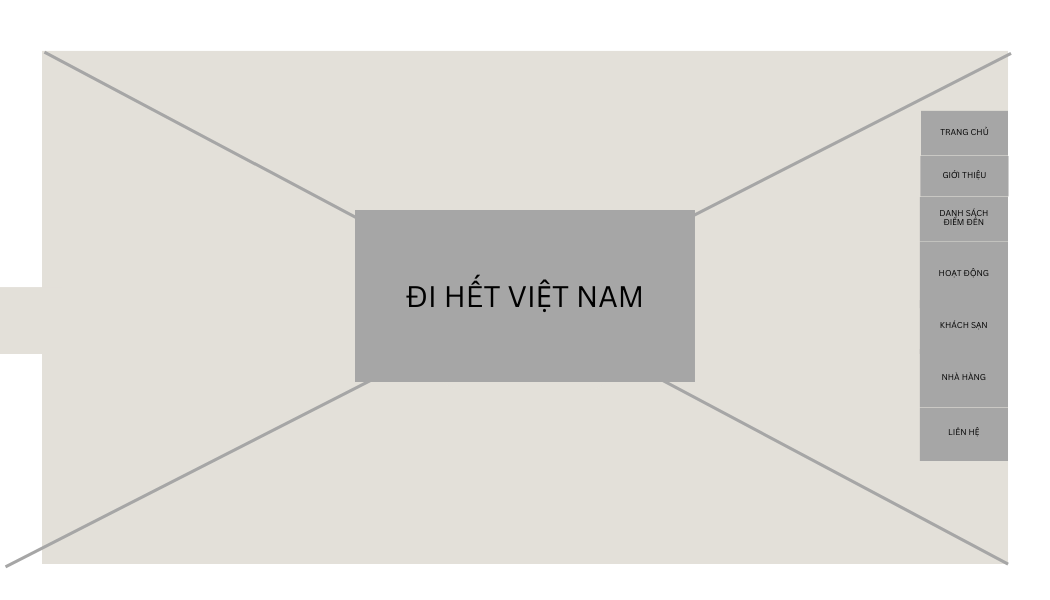 TRANG CHỦ
GIỚI THIỆU
DANH SÁCH
ĐIỂM ĐẾN
ĐI HẾT VIỆT NAM
HOẠT ĐỘNG
KHÁCH SẠN
NHÀ HÀNG
LIÊN HỆ